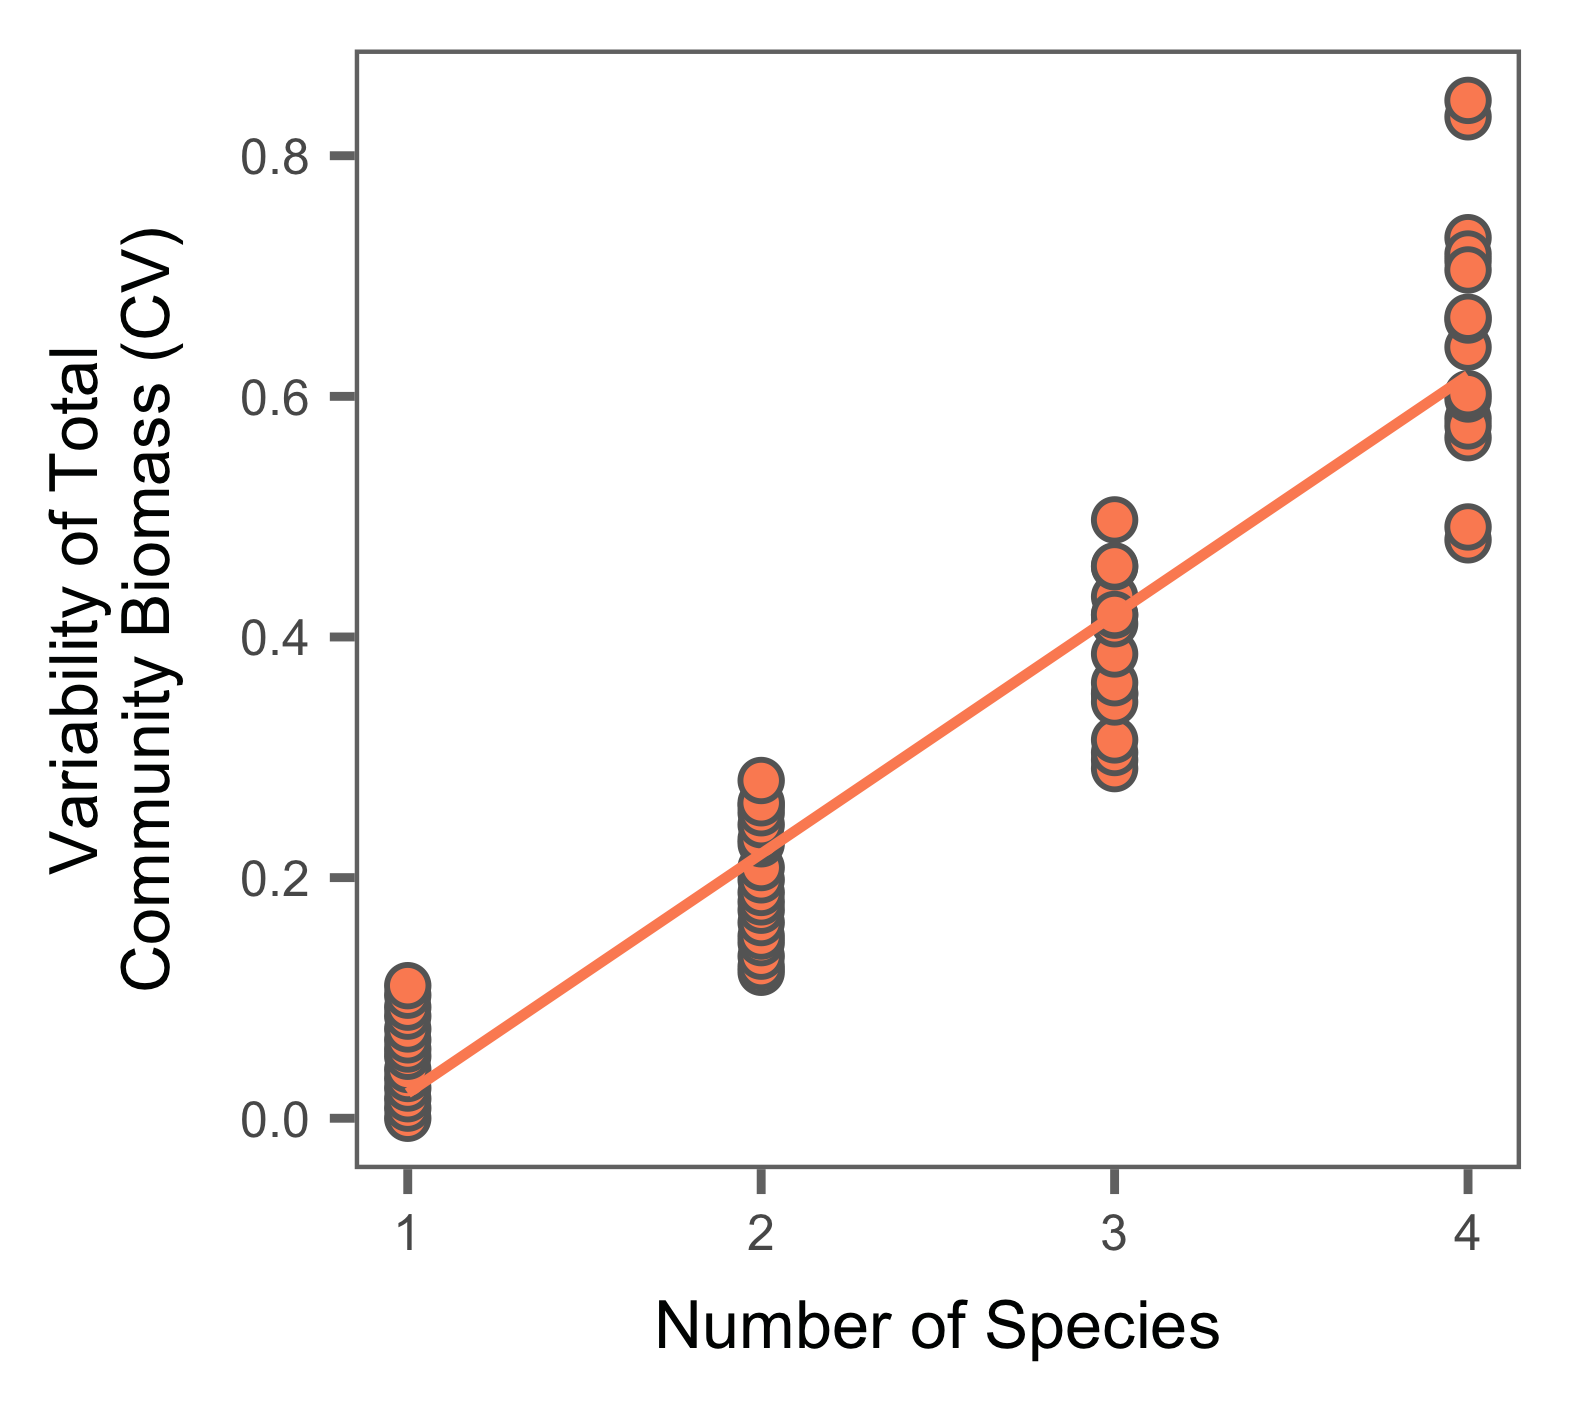 Variability of Total
Community Biomass (CV)
0.8
0.6
0.4
0.2
0.0
1 2 3 4
Number of Species